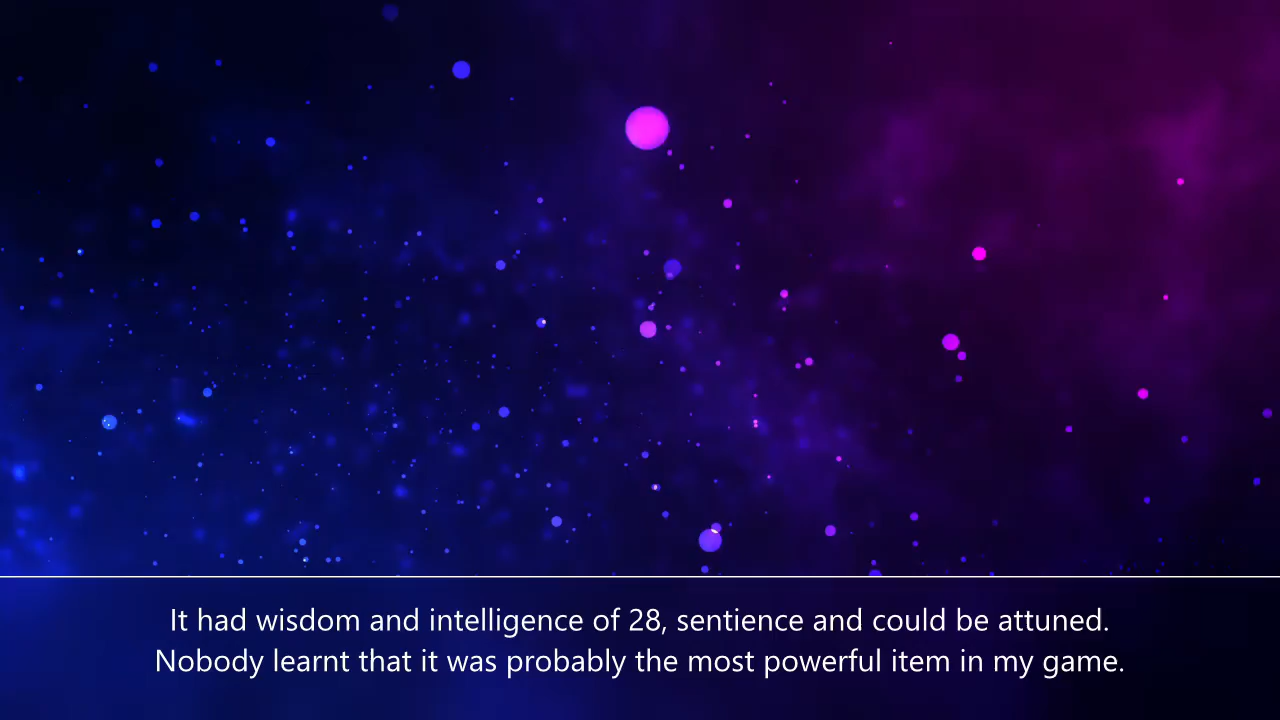 It had wisdom and intelligence of 28, sentience and could be attuned.
Nobody learnt that it was probably the most powerful item in my game.